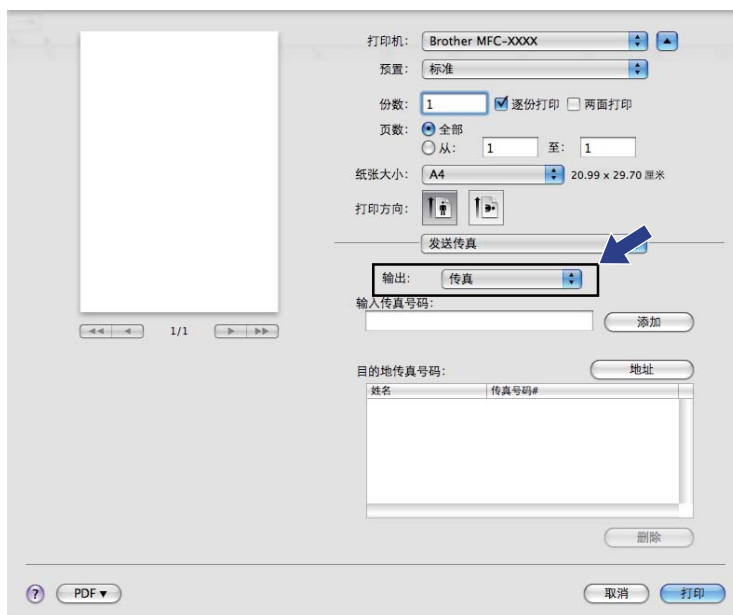 打印机: Brother MFC-XXXX
预置: 标准
份数: 1 逐份打印 两面打印
页数: 全部
从: 1 至: 1
纸张大小: A4 20.99 x 29.70 厘米
打印方向:
发送传真
输出: 传真
输入传真号码:
添加
1/1
目的地传真号码: 地址
姓名 传真号码#
删除
? PDF▼ 取消 打印